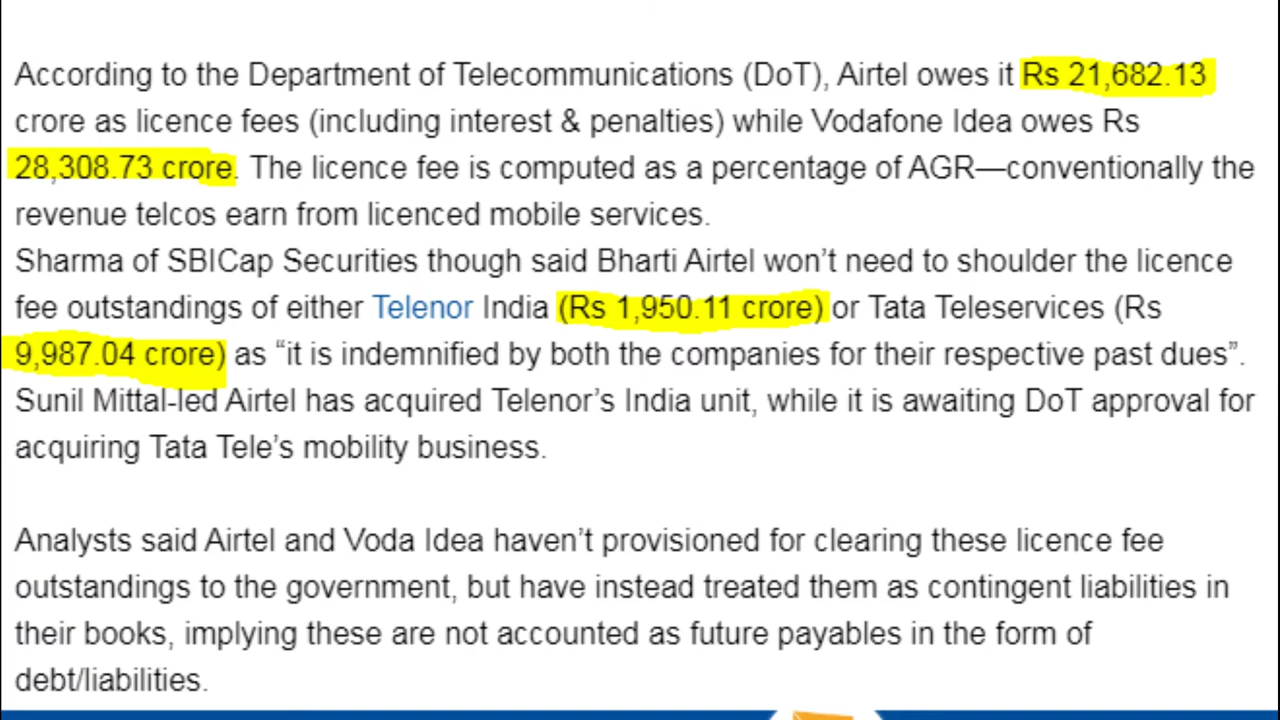 According to the Department of Telecommunications (DoT), Airtel owes it Rs 21,682.13
crore as licence fees (including interest & penalties) while Vodafone Idea owes Rs
28,308.73 crore. The licence fee is computed as a percentage of AGR—conventionally the
revenue telcos earn from licenced mobile services.
Sharma of SBICap Securities though said Bharti Airtel won’t need to shoulder the licence
fee outstandings of either Telenor India (Rs 1,950.11 crore) or Tata Teleservices (Rs
9,987.04 crore) as “it is indemnified by both the companies for their respective past dues”.
Sunil Mittal-led Airtel has acquired Telenor’s India unit, while it is awaiting DoT approval for
acquiring Tata Tele’s mobility business.
Analysts said Airtel and Voda Idea haven’t provisioned for clearing these licence fee
outstandings to the government, but have instead treated them as contingent liabilities in
their books, implying these are not accounted as future payables in the form of
debt/liabilities.